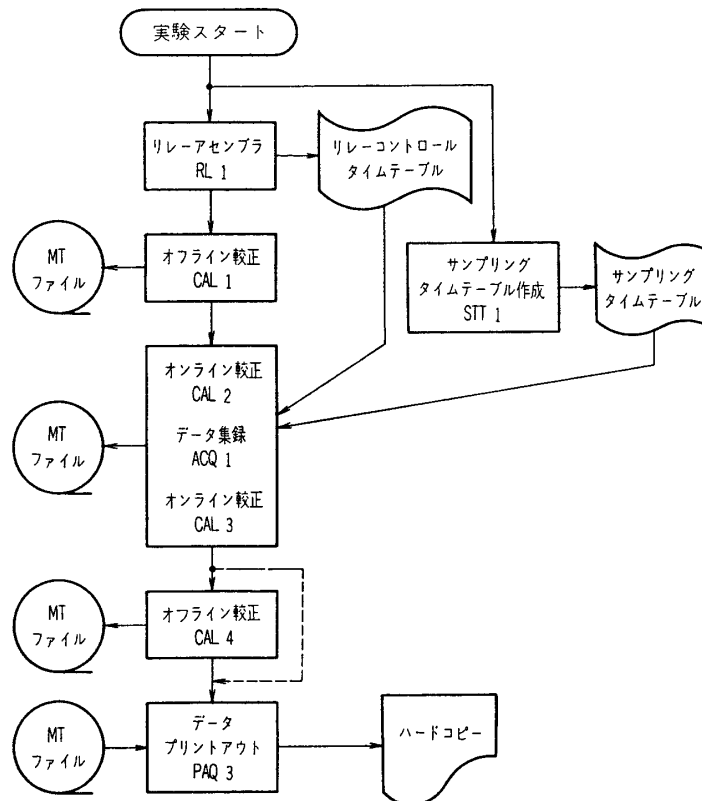 実験スタート
リレーアセンブラ
RL 1
リレーコントロール
タイムテーブル
MT
ファイル
オフライン較正
CAL 1
サンプリング
タイムテーブル作成
STT 1
サンプリング
タイムテーブル
オンライン較正
CAL 2
MT
ファイル
データ集録
ACQ 1
オンライン較正
CAL 3
MT
ファイル
オフライン較正
CAL 4
MT
ファイル
データ
プリントアウト
PAQ 3
ハードコピー